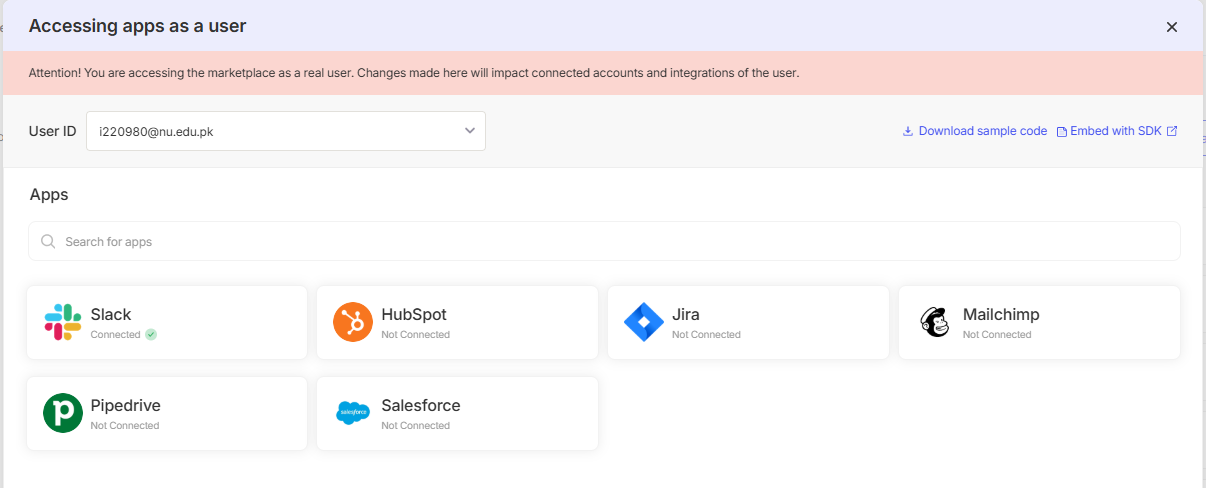 Accessing apps as a user
Attention! You are accessing the marketplace as a real user. Changes made here will impact connected accounts and integrations of the user.
User ID i220980@nu.edu.pk Download sample code Embed with SDK
Apps
Search for apps
Slack
Connected
HubSpot
Not Connected
Jira
Not Connected
Mailchimp
Not Connected
Pipedrive
Not Connected
salesforce
Salesforce
Not Connected